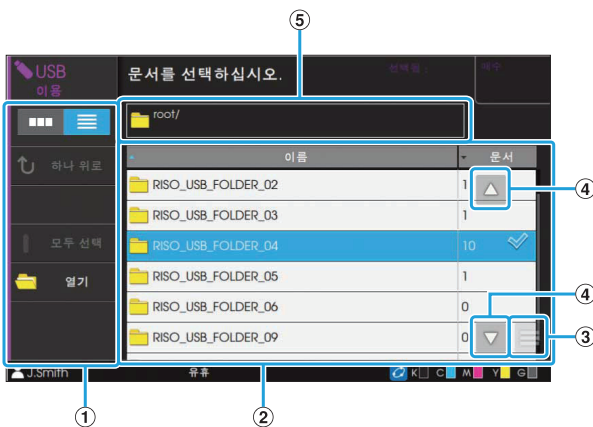 ⑤
USB
이용
문서를 선택하십시오.
선택됨 :
매수
root/
하나 위로
모두 선택
열기
이름
문서
RISO_USB_FOLDER_02
1
RISO_USB_FOLDER_03
1
RISO_USB_FOLDER_04
10
RISO_USB_FOLDER_05
1
RISO_USB_FOLDER_06
0
RISO_USB_FOLDER_09
0
④
④
③
J.Smith
유휴
K C M Y G
① ②